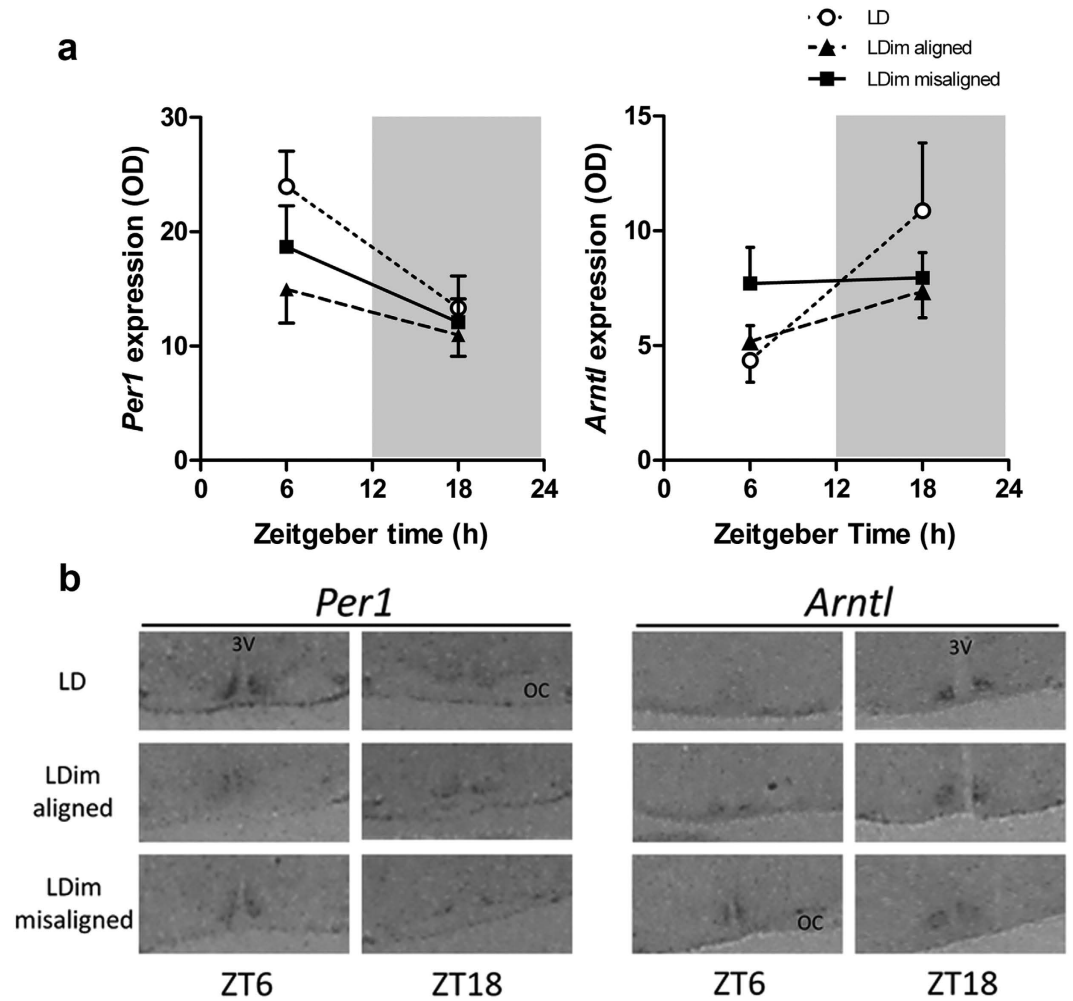 a
LD
LDim aligned
LDim misaligned
Per1 expression (OD)
30
20
10
0
0 6 12 18 24
Zeitgeber time (h)
Arntl expression (OD)
15
10
5
0
0 6 12 18 24
Zeitgeber Time (h)
b
Per1
Arntl
LD
3V
OC
3V
LDim
aligned
LDim
misaligned
OC
ZT6
ZT18
ZT6
ZT18